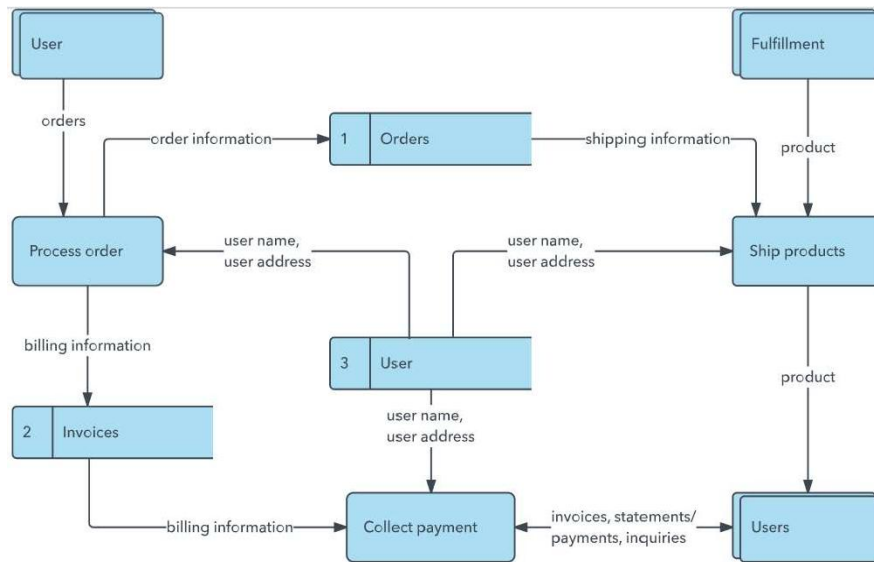 User
Fulfillment
orders
order information
1
Orders
shipping information
product
Process order
user name,
user address
user name,
user address
Ship products
billing information
3
User
product
2
Invoices
user name,
user address
billing information
Collect payment
invoices, statements/
payments, inquiries
Users